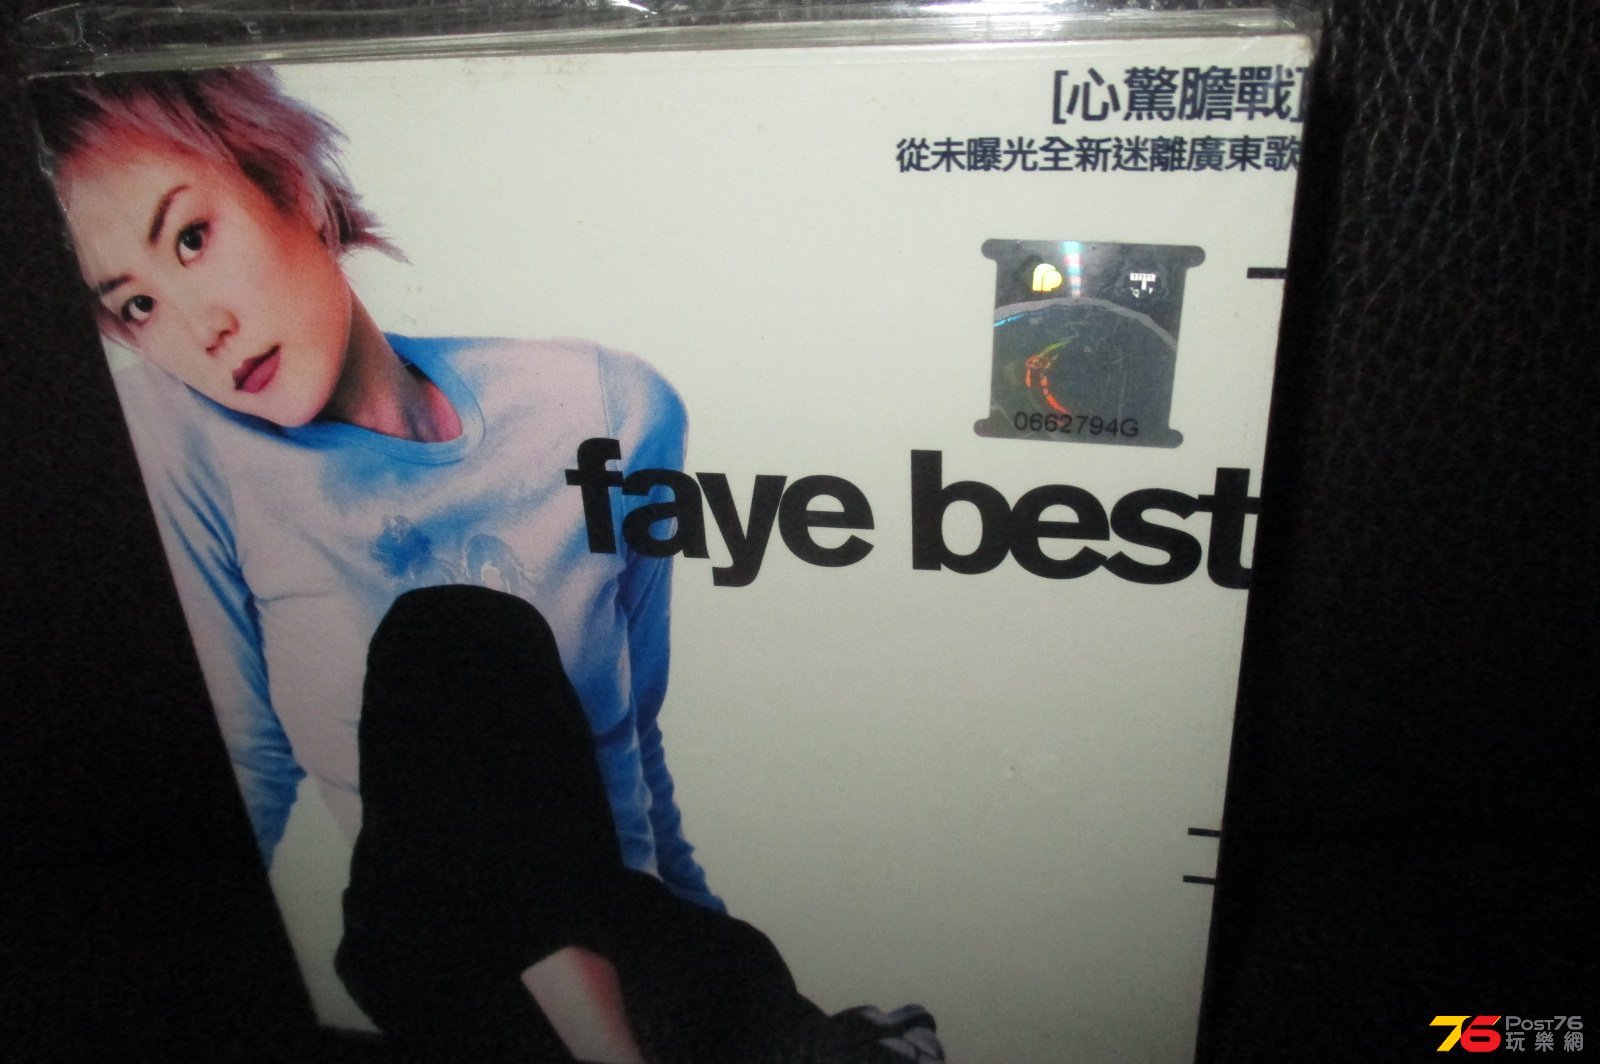 [心驚膽戰]
從未曝光全新迷離廣東歌
0662794G
faye best
76 POST76
玩樂網